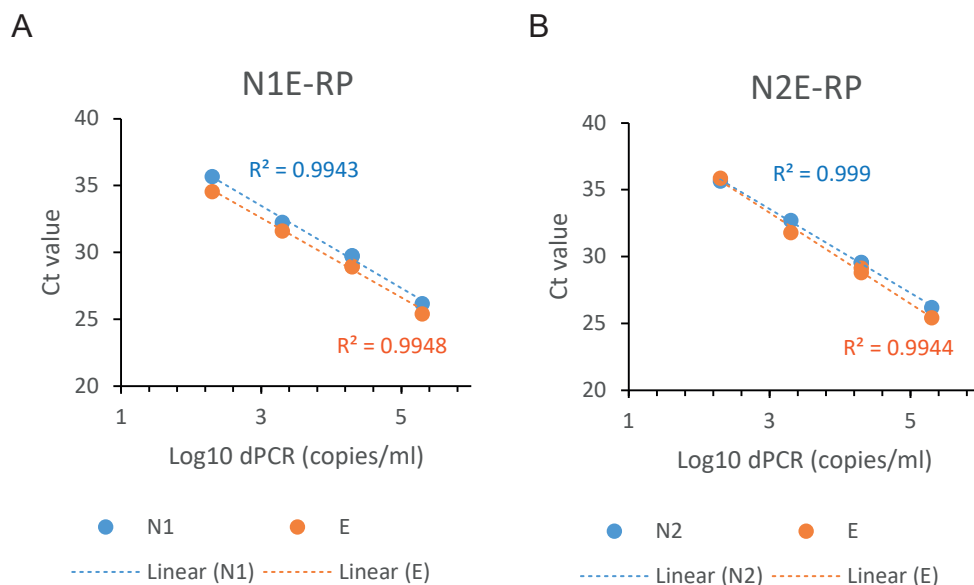 A
N1E-RP
40
35
30
25
20
Ct value
R² = 0.9943
R² = 0.9948
1 3 5
Log10 dPCR (copies/ml)
N1 E
Linear (N1) Linear (E)
B
N2E-RP
40
35
30
25
20
Ct value
R² = 0.999
R² = 0.9944
1 3 5
Log10 dPCR (copies/ml)
N2 E
Linear (N2) Linear (E)